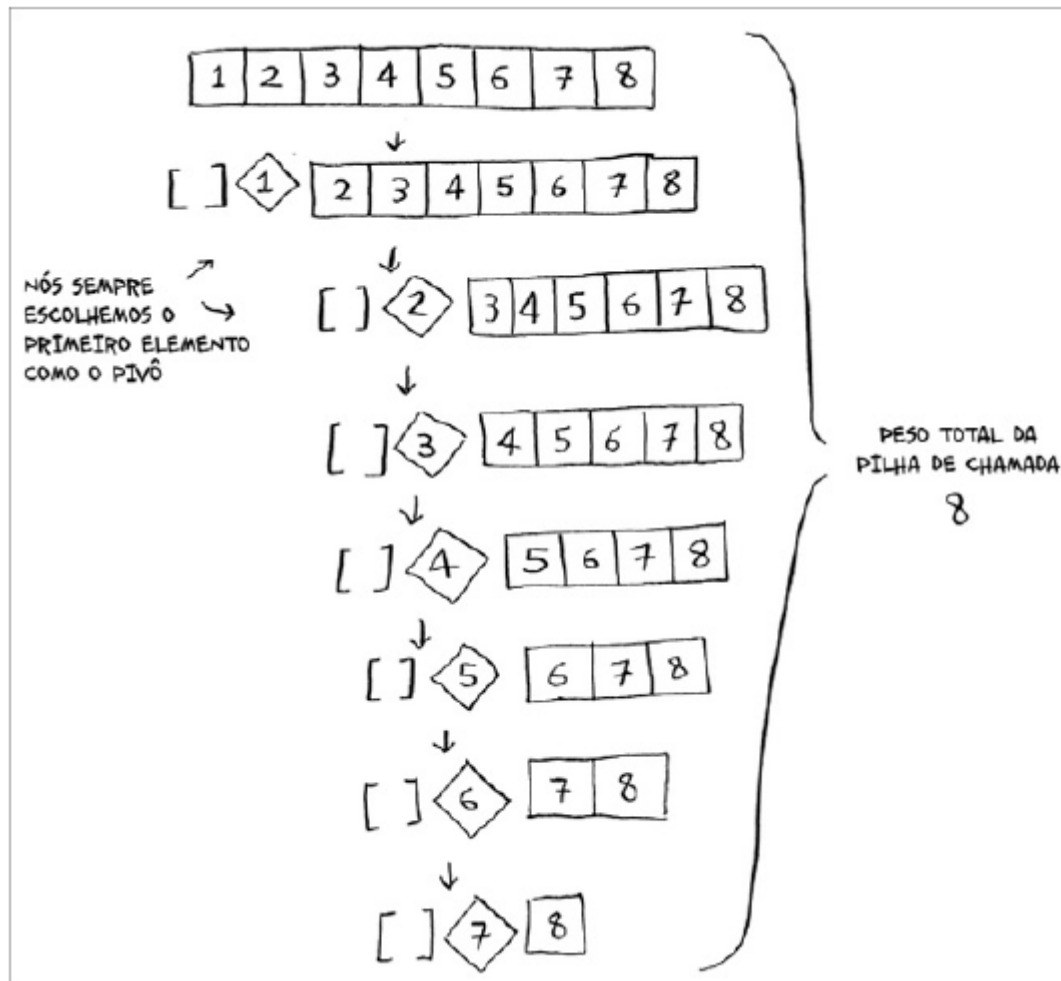 1 2 3 4 5 6 7 8
[ ] 1 2 3 4 5 6 7 8
NÓS SEMPRE
ESCOLHEMOS O
PRIMEIRO ELEMENTO
COMO O PIVÔ
[ ] 2 3 4 5 6 7 8
[ ] 3 4 5 6 7 8
PESO TOTAL DA
PILHA DE CHAMADA
8
[ ] 4 5 6 7 8
[ ] 5 6 7 8
[ ] 6 7 8
[ ] 7 8